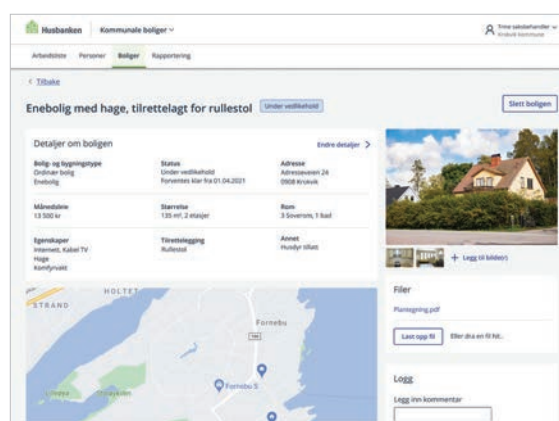 Husbanken
Kommunale boliger
Trine saksbehandler
Krokvik kommune
Arbeidsliste Personer Boliger Rapportering
Tilbake
Enebolig med hage, tilrettelagt for rullestol
Under vedlikehold
Slett boligen
Detaljer om boligen
Endre detaljer
Bolig- og bygningstype
Ordinær bolig
Enebolig
Status
Under vedlikehold
Forventes klar fra 01.04.2021
Adresse
Adresseveien 24
0908 Krokvik
Månedsleie
13 500 kr
Størrelse
135 m², 2 etasjer
Rom
3 Soverom, 1 bad
Egenskaper
Internett, Kabel TV
Hage
Komfyrvakt
Tilrettelegging
Rullestol
Annet
Husdyr tillatt
+ Legg til bilde(r)
HOLTET
STRAND
Fornebu
Fornebo S
Filer
Plantegning.pdf
Last opp fil
Eller dra en fil hit..
Logg
Legg inn kommentar